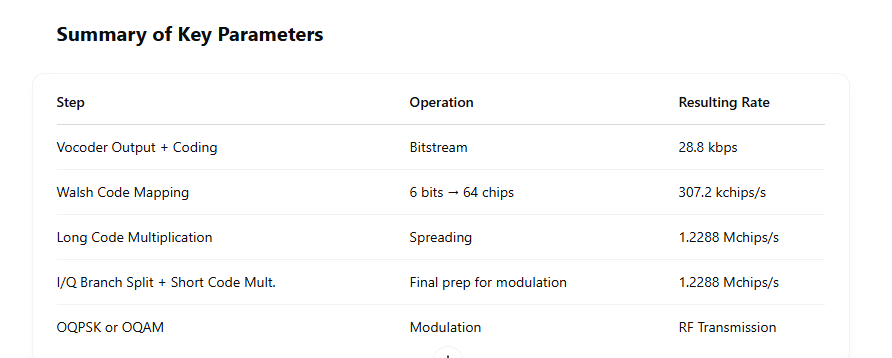 Summary of Key Parameters
Step Operation Resulting Rate
Vocoder Output + Coding Bitstream 28.8 kbps
Walsh Code Mapping 6 bits → 64 chips 307.2 kchips/s
Long Code Multiplication Spreading 1.2288 Mchips/s
I/Q Branch Split + Short Code Mult. Final prep for modulation 1.2288 Mchips/s
OQPSK or OQAM Modulation RF Transmission